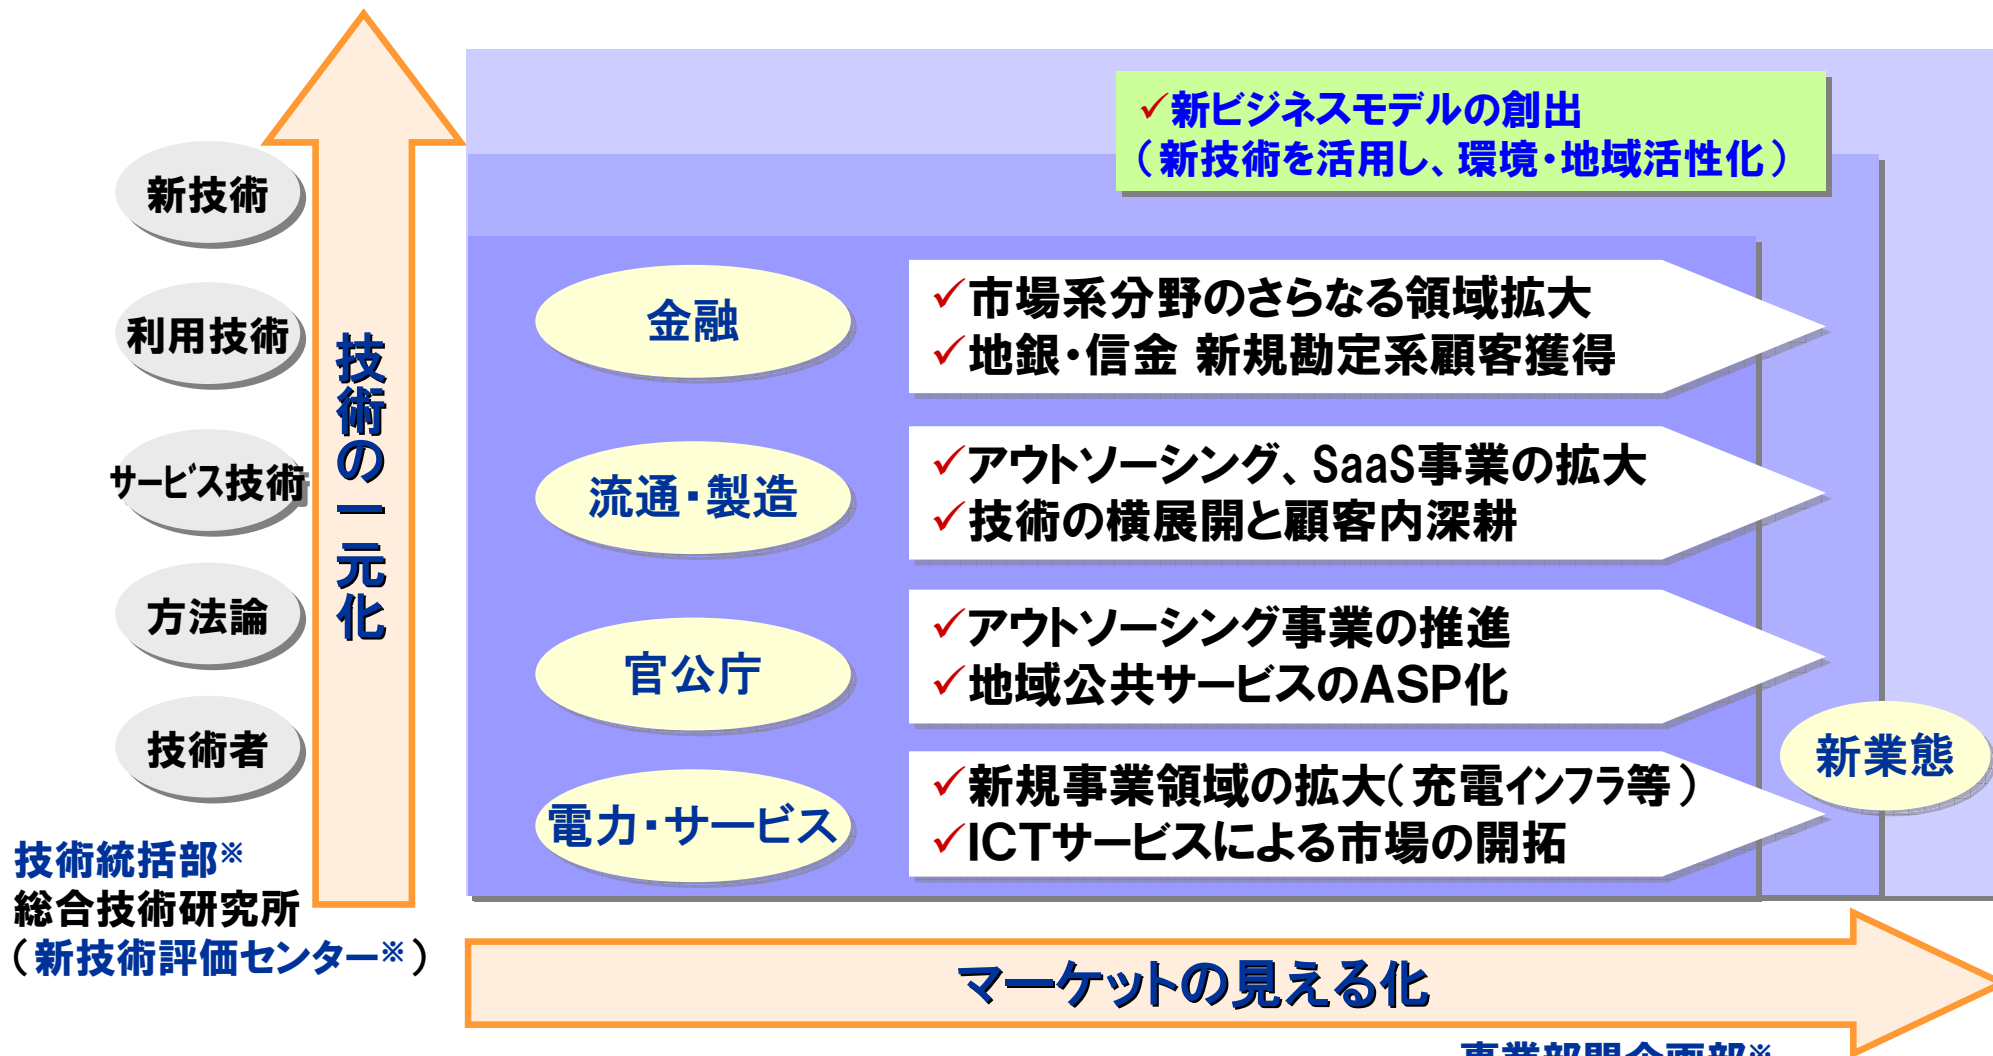 ✓新ビジネスモデルの創出
（新技術を活用し、環境・地域活性化）
新技術
利用技術
サービス技術
方法論
技術者
技術の一元化
技術統括部※
総合技術研究所
（新技術評価センター※）
金融
✓市場系分野のさらなる領域拡大
✓地銀・信金 新規勘定系顧客獲得
流通・製造
✓アウトソーシング、SaaS事業の拡大
✓技術の横展開と顧客内深耕
官公庁
✓アウトソーシング事業の推進
✓地域公共サービスのASP化
電力・サービス
✓新規事業領域の拡大（充電インフラ等）
✓ICTサービスによる市場の開拓
新業態
マーケットの見える化